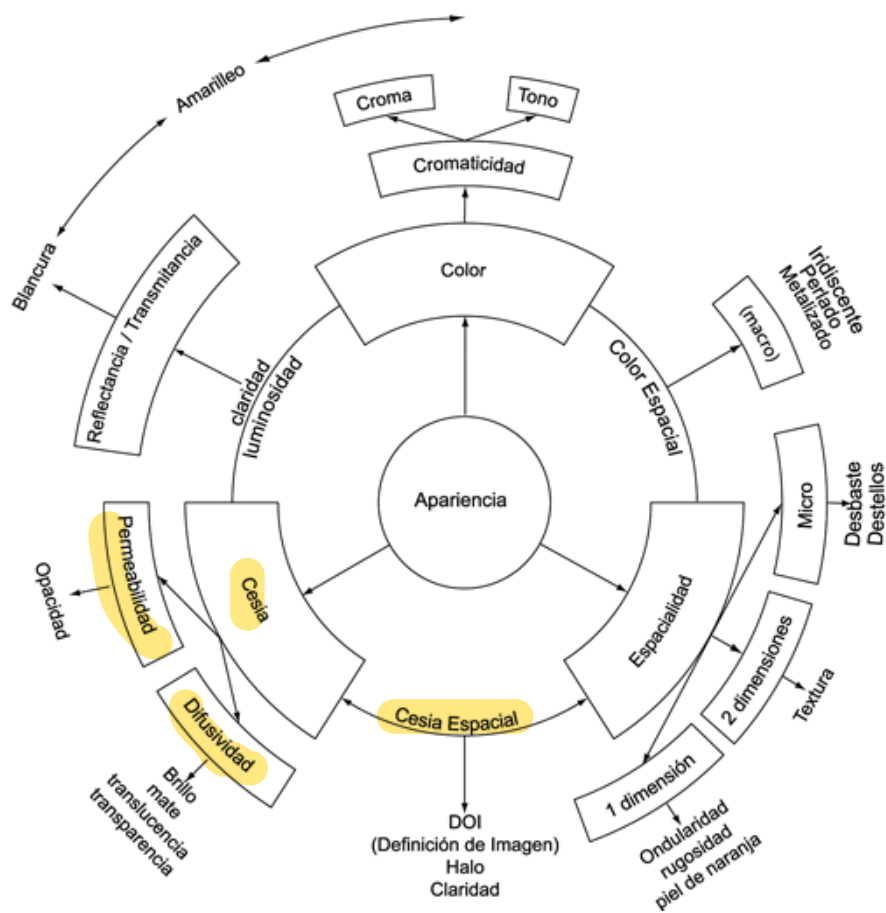 Amarilleo
Croma
Tono
Cromaticidad
Blancura
Reflectancia / Transmitancia
Color
Iridiscente
Perlado
Metalizado
(macro)
claridad
luminosidad
Color Espacial
Apariencia
Micro
Desbaste
Destellos
Permeabilidad
Cesia
Opacidad
Espacialidad
2 dimensiones
Textura
Difusividad
Cesia Espacial
Brillo
mate
translucencia
transparencia
1 dimensión
Ondularidad
rugosidad
piel de naranja
DOI
(Definición de Imagen)
Halo
Claridad